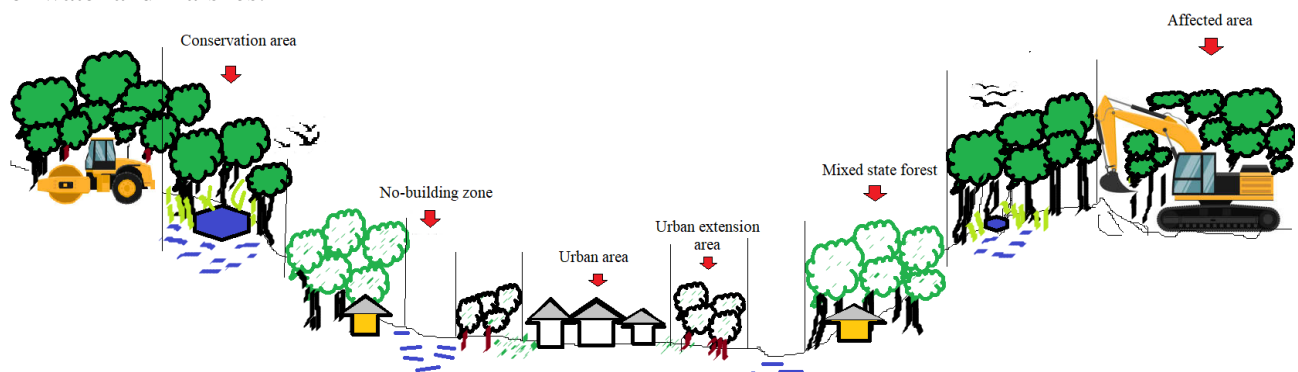 Conservation area
Affected area
No-building zone
Mixed state forest
Urban extension
area
Urban area